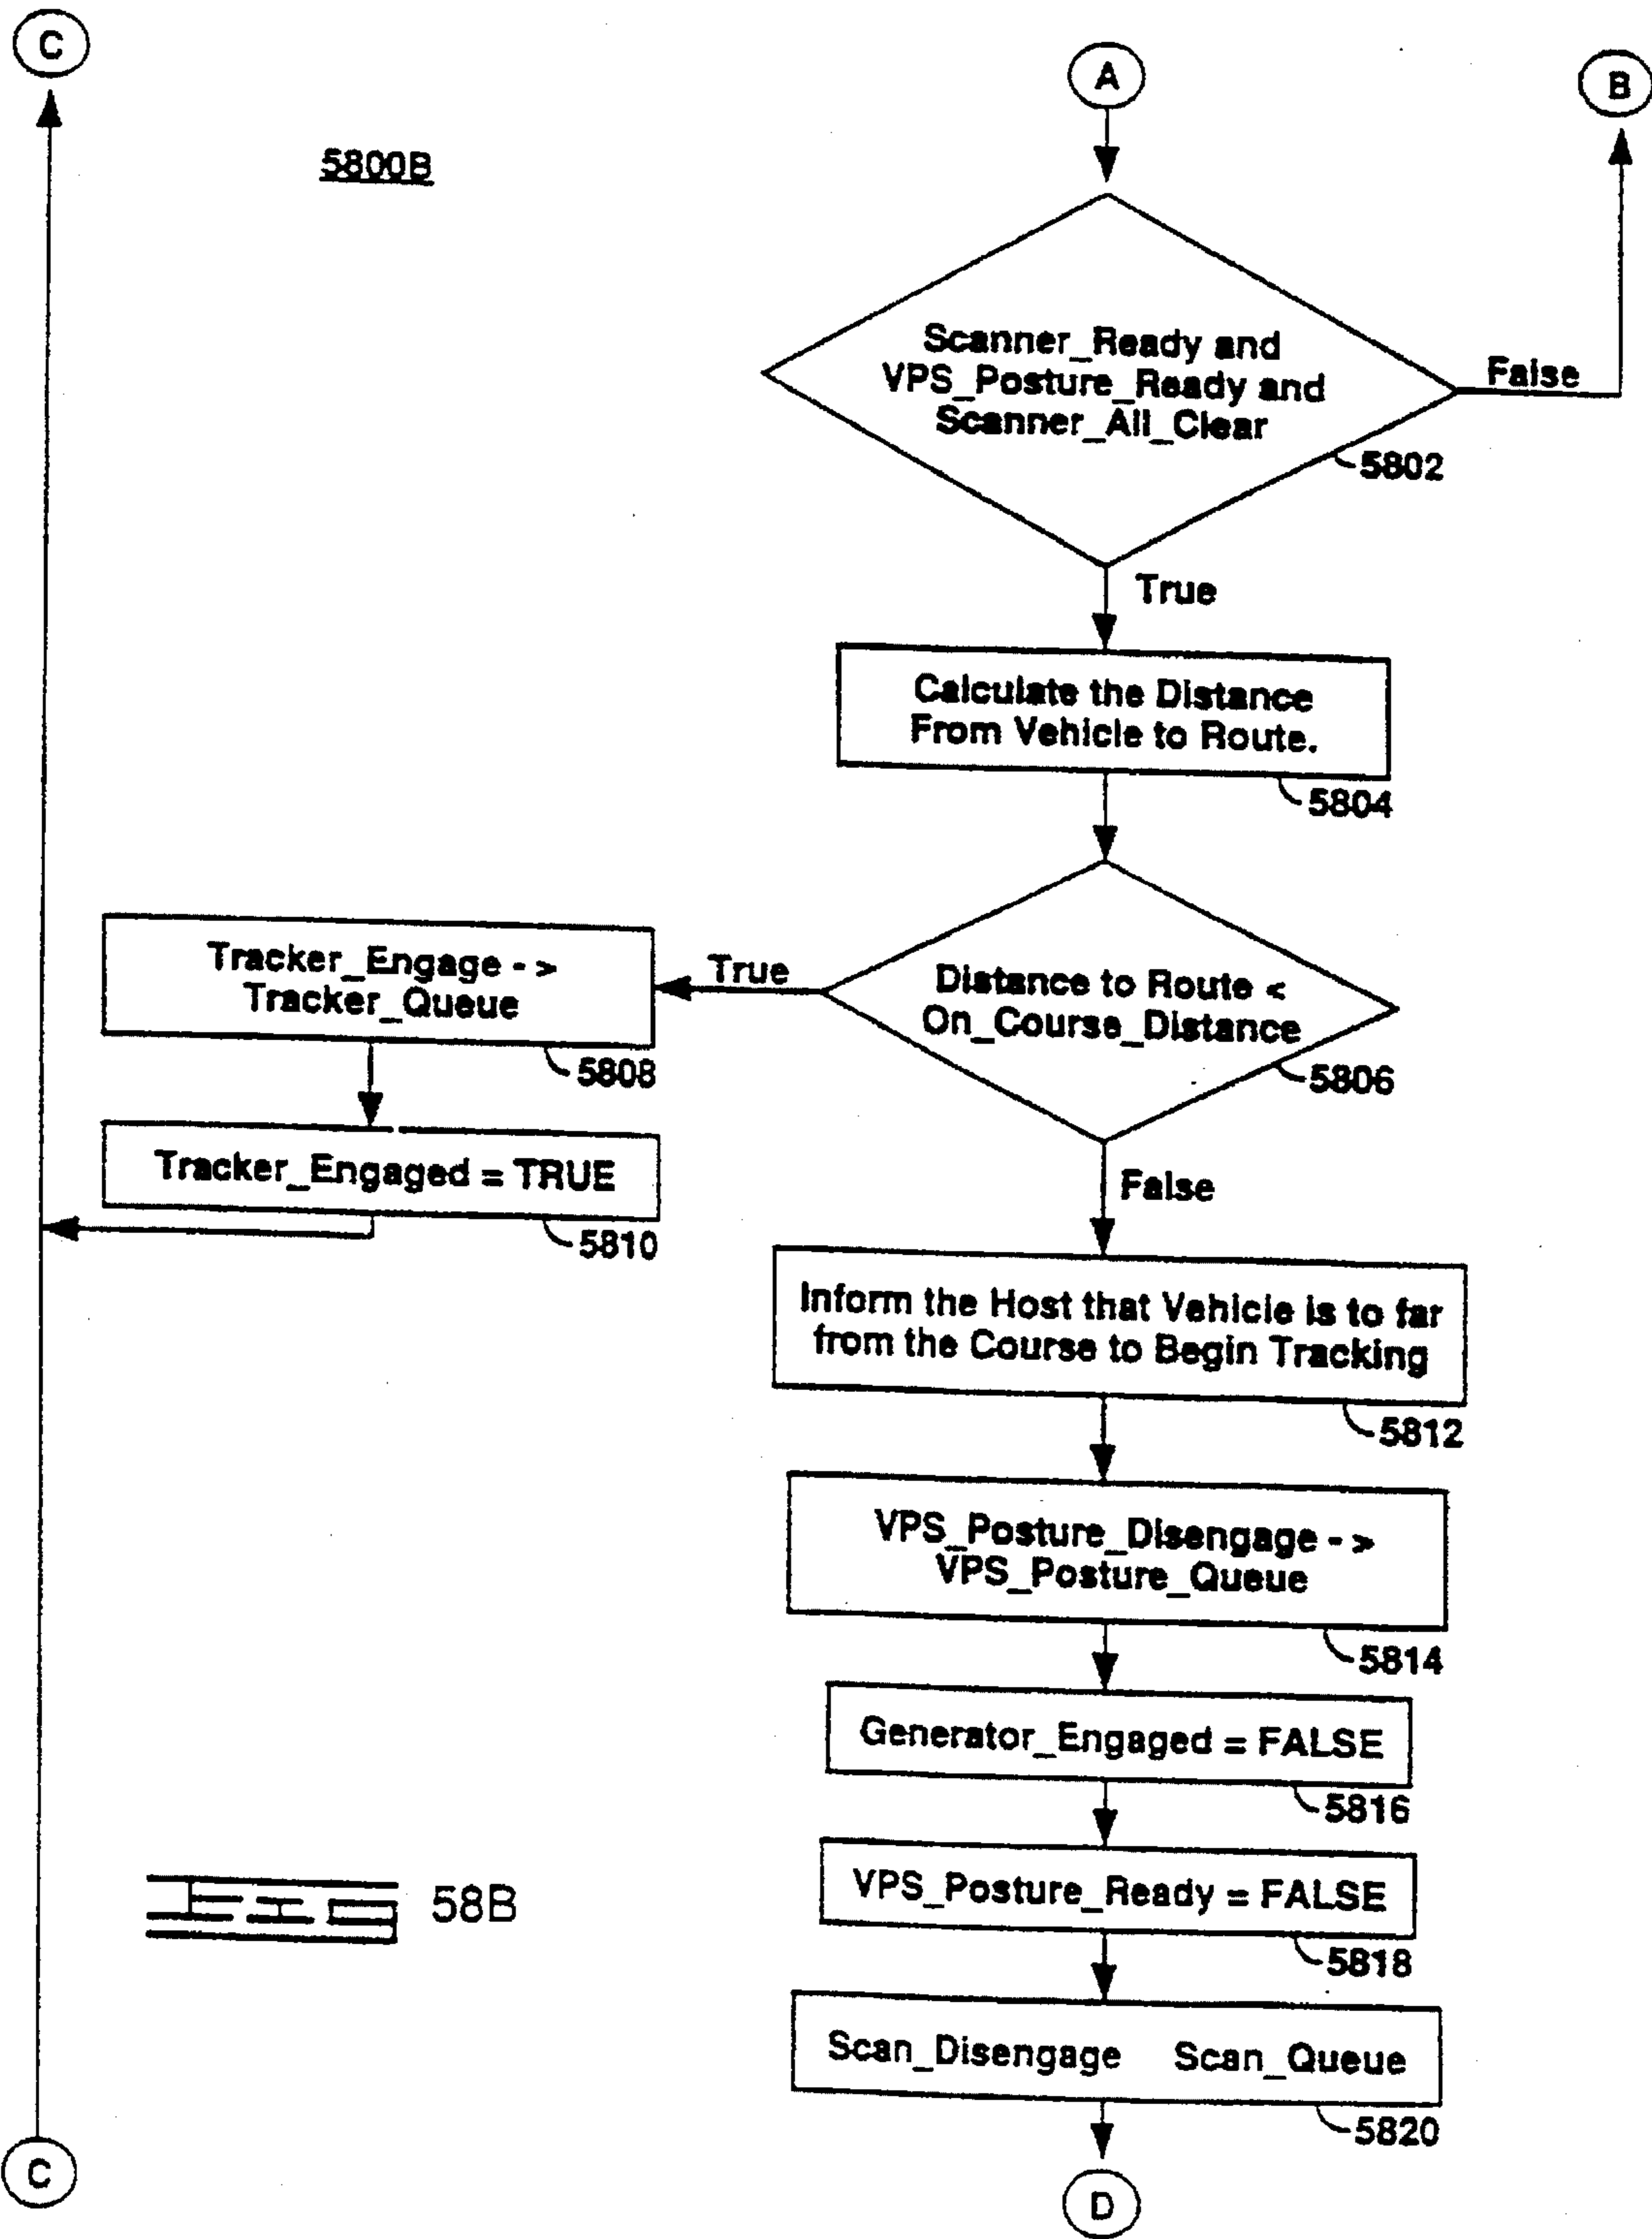 C
A
B
5800B
Scanner_Ready and
VPS_Posture_Ready and
Scanner_All_Clear
False
5802
True
Calculate the Distance
From Vehicle to Route.
5804
Distance to Route <
On_Course_Distance
5806
True
Tracker_Engage - >
Tracker_Queue
5808
Tracker_Engaged = TRUE
5810
False
Inform the Host that Vehicle is to far
from the Course to Begin Tracking
5812
VPS_Posture_Disengage - >
VPS_Posture_Queue
5814
Generator_Engaged = FALSE
5816
VPS_Posture_Ready = FALSE
5818
Scan_Disengage Scan_Queue
5820
FIG 58B
C
D